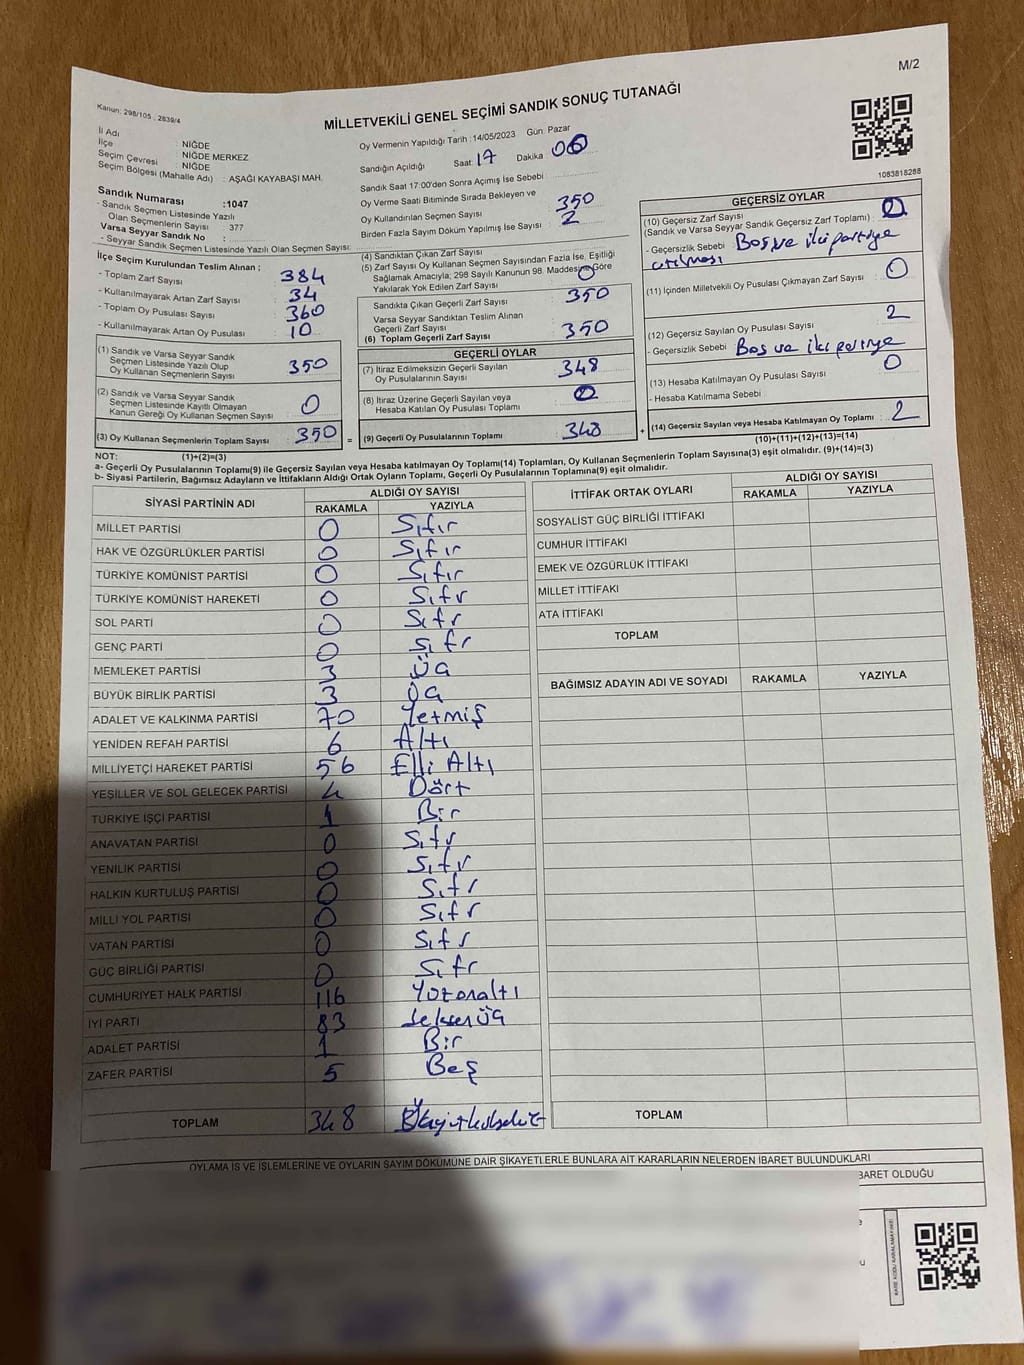 M/2
Kanun: 298/105 , 2839/4
MİLLETVEKİLİ GENEL SEÇİMİ SANDIK SONUÇ TUTANAĞI
İl Adı : NİĞDE
İlçe : NİĞDE MERKEZ
Seçim Çevresi : NİĞDE
Seçim Bölgesi (Mahalle Adı) : AŞAĞI KAYABAŞI MAH.
Oy Vermenin Yapıldığı Tarih : 14/05/2023 Gün: Pazar
Sandığın Açıldığı Saat: 17 Dakika 00
Sandık Saat 17:00'den Sonra Açılmış İse Sebebi
Oy Verme Saati Bitiminde Sırada Bekleyen ve
Oy Kullandırılan Seçmen Sayısı 350
Birden Fazla Sayım Döküm Yapılmış İse Sayısı : 2
1083818288
Sandık Numarası :1047
- Sandık Seçmen Listesinde Yazılı
Olan Seçmenlerin Sayısı : 377
Varsa Seyyar Sandık No :
- Seyyar Sandık Seçmen Listesinde Yazılı Olan Seçmen Sayısı:
İlçe Seçim Kurulundan Teslim Alınan ;
- Toplam Zarf Sayısı : 384
- Kullanılmayarak Artan Zarf Sayısı : 34
- Toplam Oy Pusulası Sayısı : 360
- Kullanılmayarak Artan Oy Pusulası : 10
(1) Sandık ve Varsa Seyyar Sandık
Seçmen Listesinde Yazılı Olup
Oy Kullanan Seçmenlerin Sayısı : 350
(2) Sandık ve Varsa Seyyar Sandık
Seçmen Listesinde Kayıtlı Olmayan
Kanun Gereği Oy Kullanan Seçmen Sayısı : 0
(3) Oy Kullanan Seçmenlerin Toplam Sayısı : 350 =
(4) Sandıktan Çıkan Zarf Sayısı
(5) Zarf Sayısı Oy Kullanan Seçmen Sayısından Fazla İse, Eşitliği
Sağlamak Amacıyla; 298 Sayılı Kanunun 98. Maddesine Göre
Yakılarak Yok Edilen Zarf Sayısı : 0
Sandıkta Çıkan Geçerli Zarf Sayısı : 350
Varsa Seyyar Sandıktan Teslim Alınan
Geçerli Zarf Sayısı
(6) Toplam Geçerli Zarf Sayısı : 350
GEÇERLİ OYLAR
(7) İtiraz Edilmeksizin Geçerli Sayılan
Oy Pusulalarının Sayısı : 348
(8) İtiraz Üzerine Geçerli Sayılan veya
Hesaba Katılan Oy Pusulası Toplamı : 0
(9) Geçerli Oy Pusulalarının Toplamı : 348 +
GEÇERSİZ OYLAR
(10) Geçersiz Zarf Sayısı
(Sandık ve Varsa Seyyar Sandık Geçersiz Zarf Toplamı) : 0
- Geçersizlik Sebebi Boş ve iki partiye
atılması
(11) İçinden Milletvekili Oy Pusulası Çıkmayan Zarf Sayısı : 0
(12) Geçersiz Sayılan Oy Pusulası Sayısı : 2
- Geçersizlik Sebebi Boş ve iki partiye
(13) Hesaba Katılmayan Oy Pusulası Sayısı : 0
- Hesaba Katılmama Sebebi
(14) Geçersiz Sayılan veya Hesaba Katılmayan Oy Toplamı : 2
NOT: (1)+(2)=(3)
(10)+(11)+(12)+(13)=(14)
a- Geçerli Oy Pusulalarının Toplamı(9) ile Geçersiz Sayılan veya Hesaba katılmayan Oy Toplamı(14) Toplamları, Oy Kullanan Seçmenlerin Toplam Sayısına(3) eşit olmalıdır. (9)+(14)=(3)
b- Siyasi Partilerin, Bağımsız Adayların ve İttifakların Aldığı Ortak Oyların Toplamı, Geçerli Oy Pusulalarının Toplamına(9) eşit olmalıdır.
SİYASİ PARTİNİN ADI ALDIĞI OY SAYISI
RAKAMLA YAZIYLA
MİLLET PARTİSİ 0 Sıfır
HAK VE ÖZGÜRLÜKLER PARTİSİ 0 Sıfır
TÜRKİYE KOMÜNİST PARTİSİ 0 Sıfır
TÜRKİYE KOMÜNİST HAREKETİ 0 Sıfr
SOL PARTİ 0 Sıfr
GENÇ PARTİ 0 Sıfr
MEMLEKET PARTİSİ 3 Üç
BÜYÜK BİRLİK PARTİSİ 3 Üç
ADALET VE KALKINMA PARTİSİ 70 Yetmiş
YENİDEN REFAH PARTİSİ 6 Altı
MİLLİYETÇİ HAREKET PARTİSİ 56 Elli Altı
YEŞİLLER VE SOL GELECEK PARTİSİ 4 Dört
TÜRKİYE İŞÇİ PARTİSİ 1 Bir
ANAVATAN PARTİSİ 0 Sıfr
YENİLİK PARTİSİ 0 Sıfr
HALKIN KURTULUŞ PARTİSİ 0 Sıfr
MİLLİ YOL PARTİSİ 0 Sıfr
VATAN PARTİSİ 0 Sıfr
GÜÇ BİRLİĞİ PARTİSİ 0 Sıfr
CUMHURİYET HALK PARTİSİ 116 Yüzonaltı
İYİ PARTİ 83 Seksenüç
ADALET PARTİSİ 1 Bir
ZAFER PARTİSİ 5 Beş
TOPLAM 348
İTTİFAK ORTAK OYLARI ALDIĞI OY SAYISI
RAKAMLA YAZIYLA
SOSYALİST GÜÇ BİRLİĞİ İTTİFAKI
CUMHUR İTTİFAKI
EMEK VE ÖZGÜRLÜK İTTİFAKI
MİLLET İTTİFAKI
ATA İTTİFAKI
TOPLAM
BAĞIMSIZ ADAYIN ADI VE SOYADI RAKAMLA YAZIYLA
TOPLAM
OYLAMA İŞ VE İŞLEMLERİNE VE OYLARIN SAYIM DÖKÜMÜNE DAİR ŞİKAYETLERLE BUNLARA AİT KARARLARIN NELERDEN İBARET BULUNDUKLARI
BARET OLDUĞU